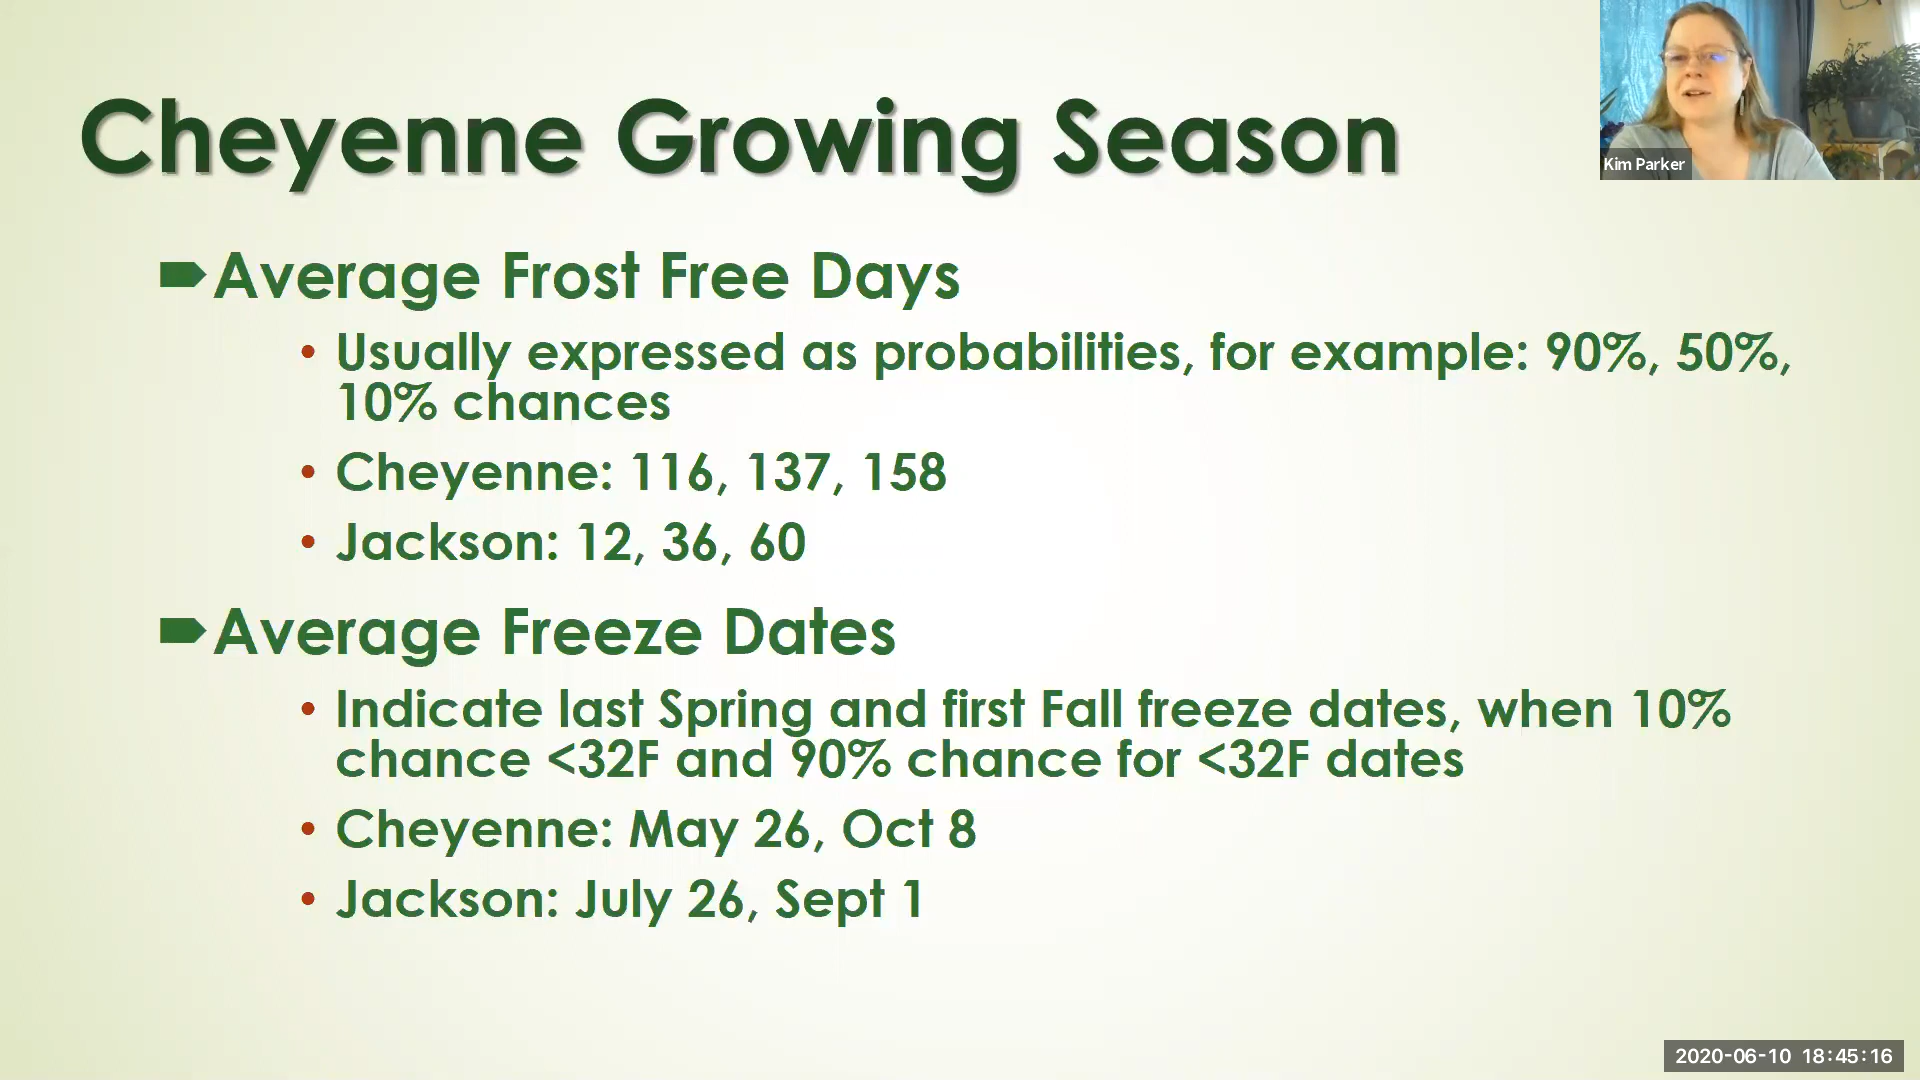 Cheyenne Growing Season
Kim Parker
Average Frost Free Days
• Usually expressed as probabilities, for example: 90%, 50%,
10% chances
• Cheyenne: 116, 137, 158
• Jackson: 12, 36, 60
Average Freeze Dates
• Indicate last Spring and first Fall freeze dates, when 10%
chance <32F and 90% chance for <32F dates
• Cheyenne: May 26, Oct 8
• Jackson: July 26, Sept 1
2020-06-10 18:45:16